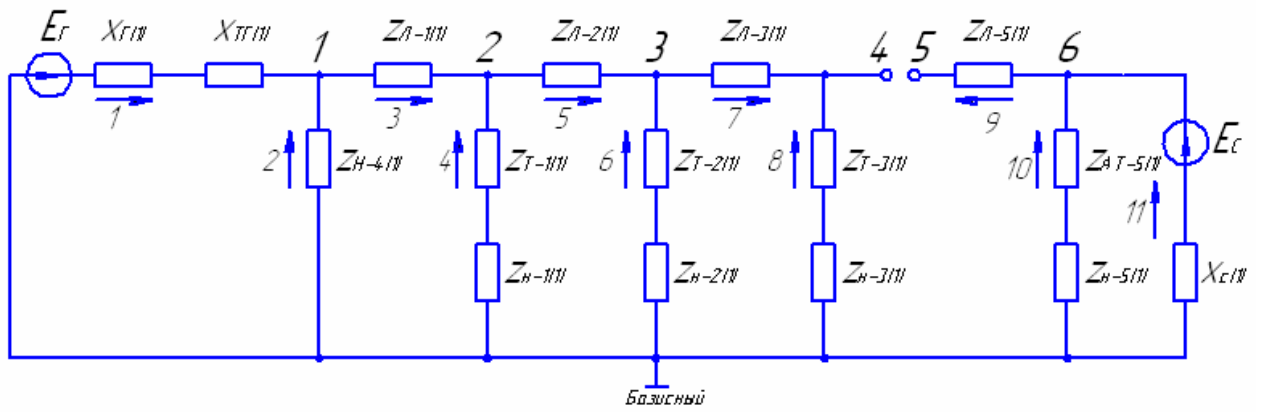 Eг Xг(1) Xтг(1) 1 Zл-1(1) 2 Zл-2(1) 3 Zл-3(1) 4 5 Zл-5(1) 6
1 3 5 7 9
2 Zн-4(1) 4 Zт-1(1) 6 Zт-2(1) 8 Zт-3(1) 10 Zат-5(1) Eс
11
Zн-1(1) Zн-2(1) Zн-3(1) Zн-5(1) Xс(1)
Базисный